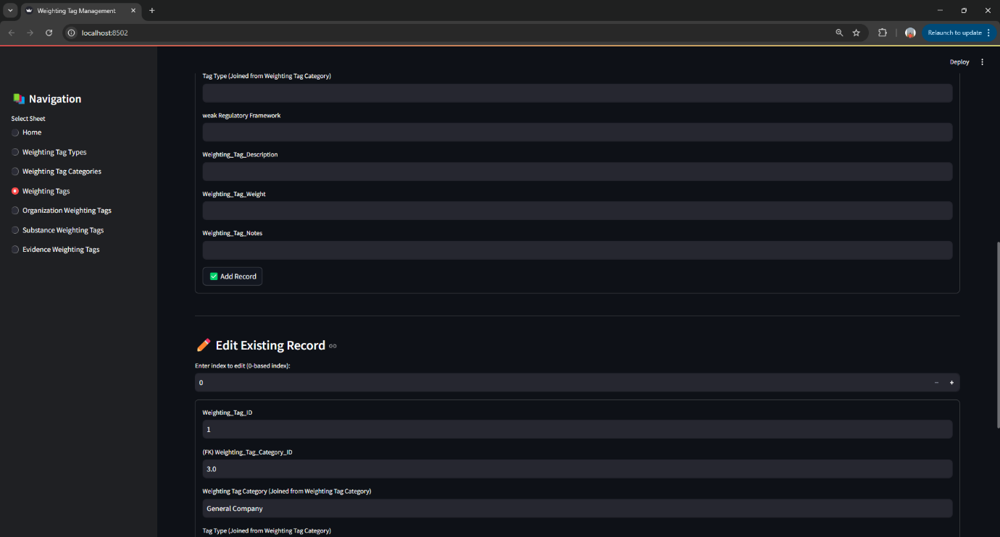 Weighting Tag Management
localhost:8502
Relaunch to update
Deploy
Navigation
Select Sheet
Home
Weighting Tag Types
Weighting Tag Categories
Weighting Tags
Organization Weighting Tags
Substance Weighting Tags
Evidence Weighting Tags
Tag Type (Joined from Weighting Tag Category)
weak Regulatory Framework
Weighting_Tag_Description
Weighting_Tag_Weight
Weighting_Tag_Notes
Add Record
Edit Existing Record
Enter index to edit (0-based index):
0
Weighting_Tag_ID
1
(FK) Weighting_Tag_Category_ID
3.0
Weighting Tag Category (Joined from Weighting Tag Category)
General Company
Tag Type (Joined from Weighting Tag Category)